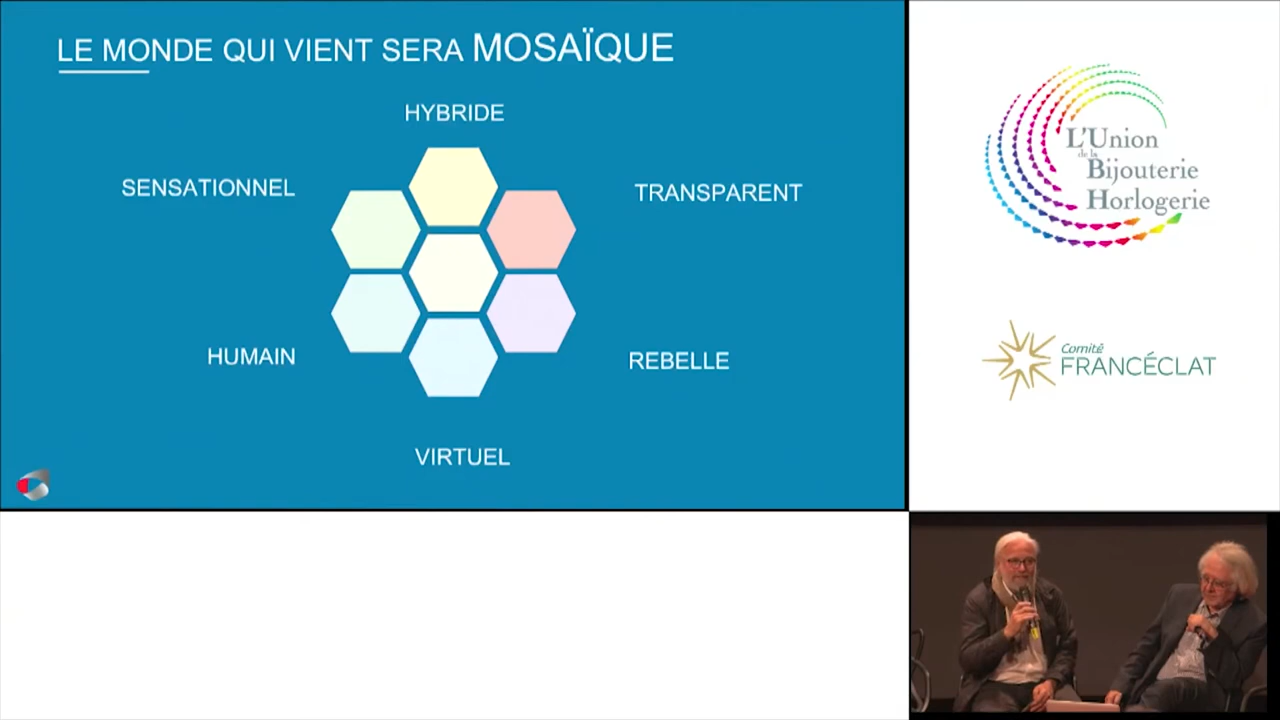 LE MONDE QUI VIENT SERA MOSAÏQUE
HYBRIDE
SENSATIONNEL
TRANSPARENT
HUMAIN
REBELLE
VIRTUEL
L'Union
de la
Bijouterie
Horlogerie
Comité
FRANCÉCLAT